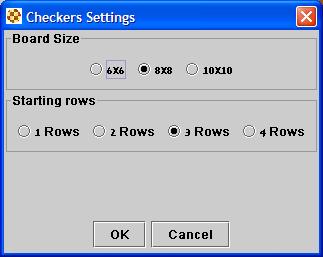 Checkers Settings
Board Size
6X6 8X8 10X10
Starting rows
1 Rows 2 Rows 3 Rows 4 Rows
OK Cancel